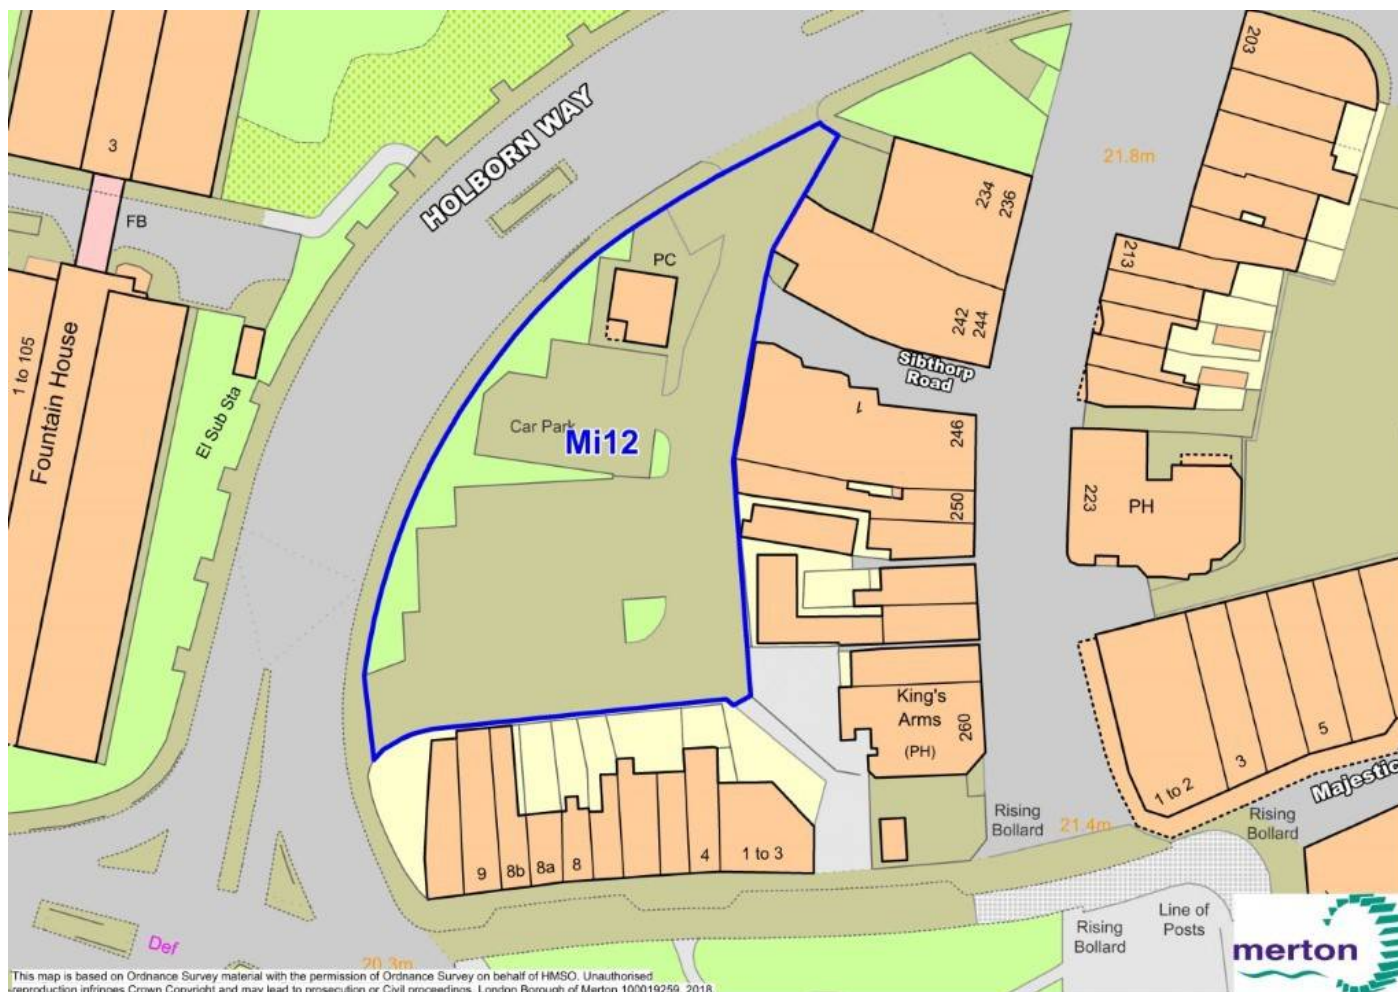 203
3
HOLBORN WAY
21.8m
234
236
FB
213
PC
242
244
Sibthorp
Road
1 to 105
Fountain House
El Sub Sta
1
246
Car Park
Mi12
250
223
PH
King's
Arms
(PH)
260
5
3
1 to 2
Majestic
Rising
Bollard
21.4m
Rising
Bollard
9
8b
8a
8
4
1 to 3
Line of
Posts
Rising
Bollard
Def
20.3m
merton
This map is based on Ordnance Survey material with the permission of Ordnance Survey on behalf of HMSO. Unauthorised
reproduction infringes Crown Copyright and may lead to prosecution or Civil proceedings. London Borough of Merton 100019259. 2018.